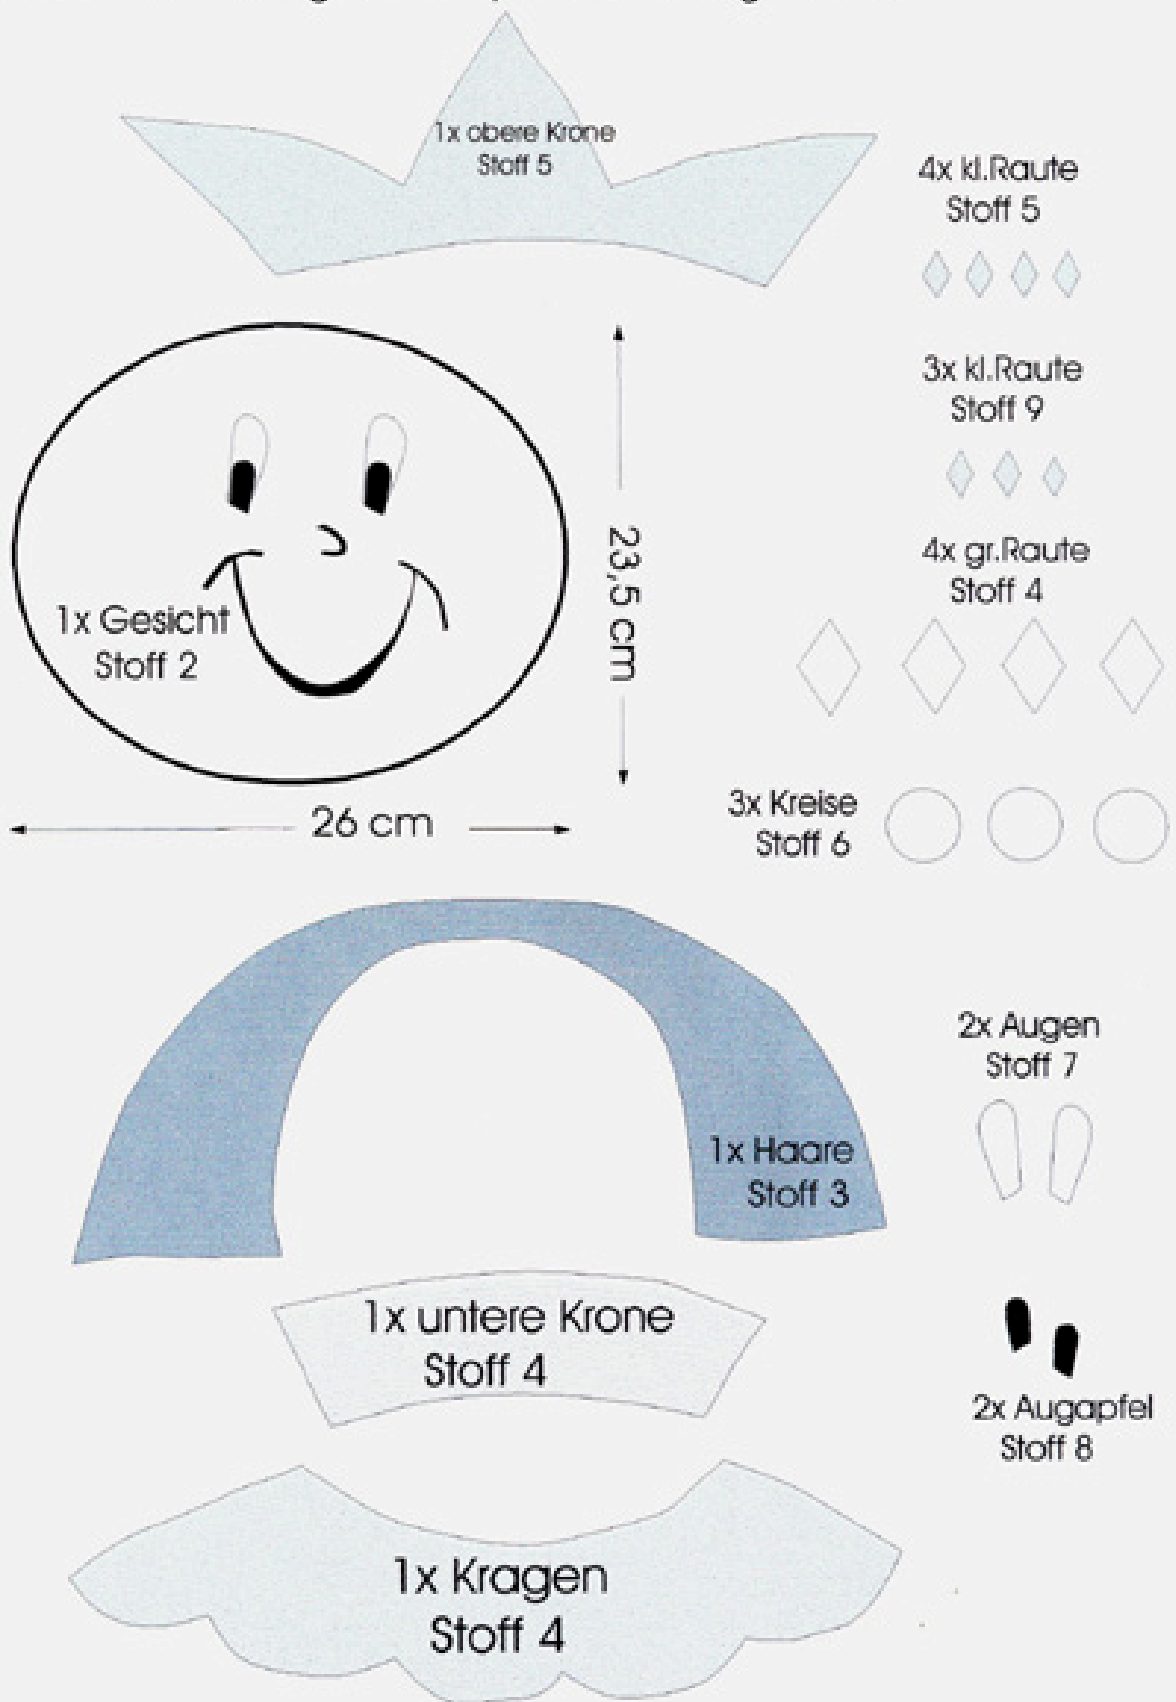 1x obere Krone
Stoff 5
4x kl.Raute
Stoff 5
3x kl.Raute
Stoff 9
4x gr.Raute
Stoff 4
23,5 cm
1x Gesicht
Stoff 2
26 cm
3x Kreise
Stoff 6
2x Augen
Stoff 7
1x Haare
Stoff 3
1x untere Krone
Stoff 4
2x Augapfel
Stoff 8
1x Kragen
Stoff 4